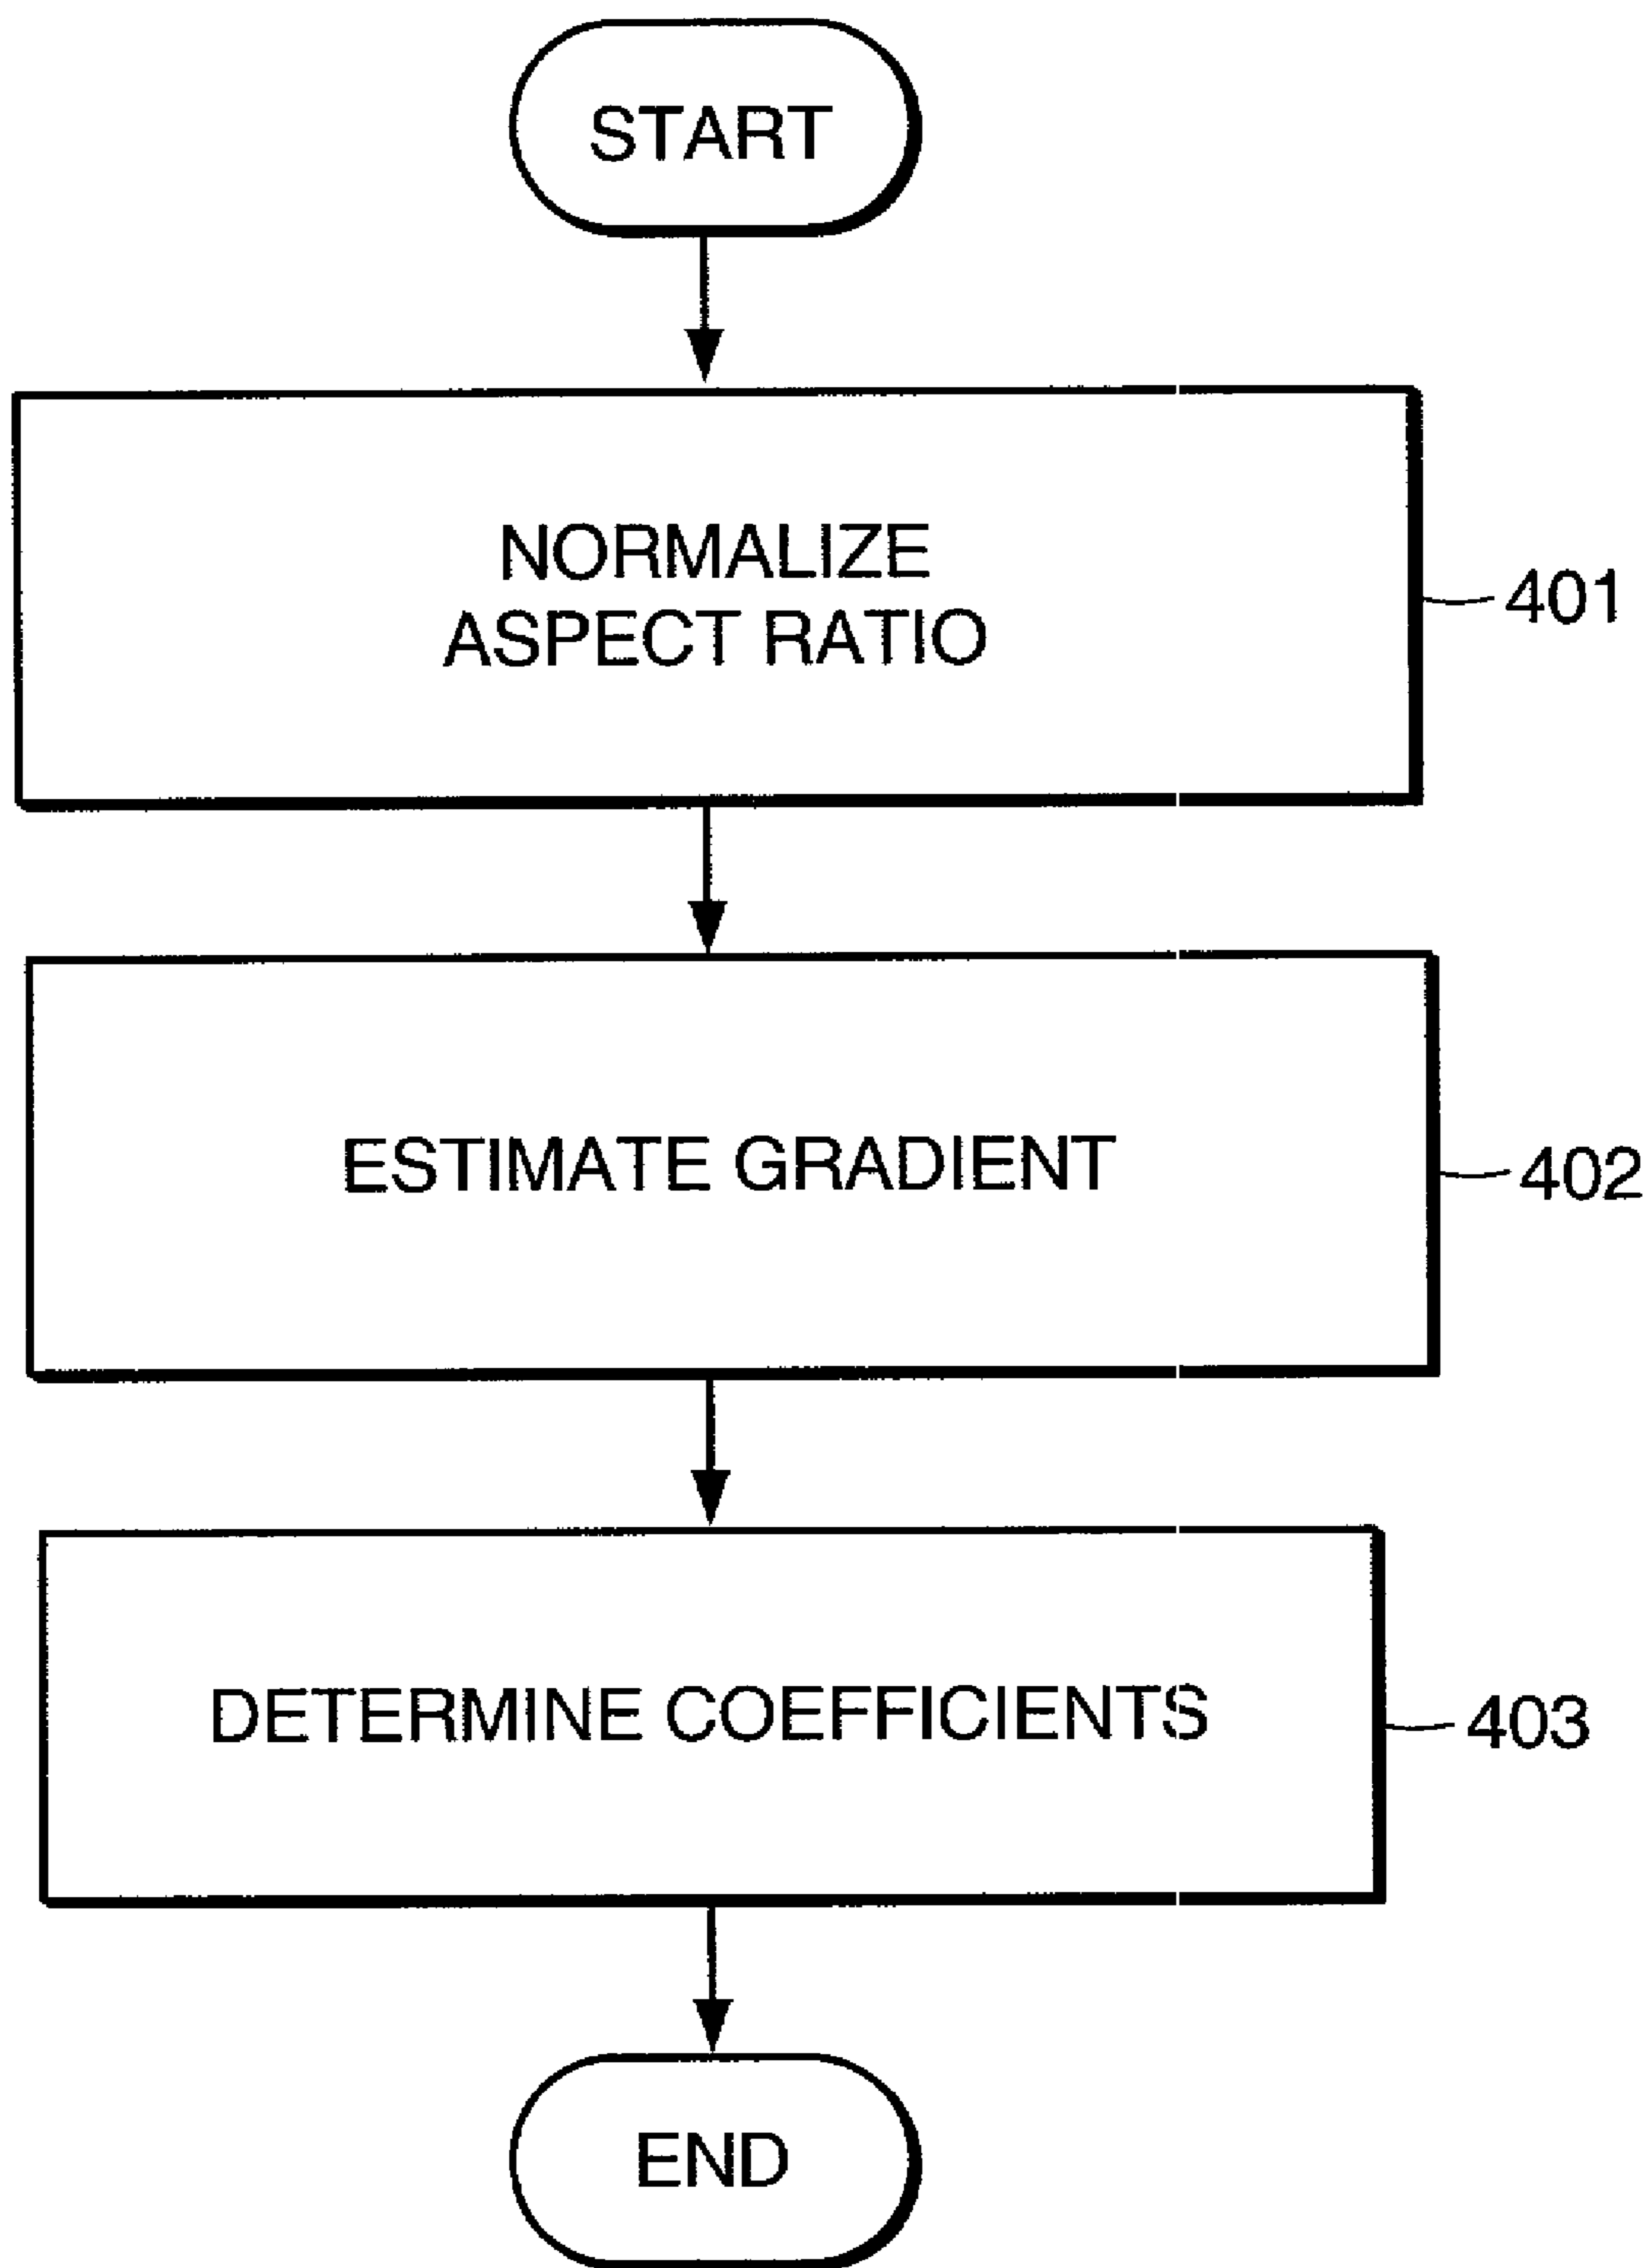 START
NORMALIZE
ASPECT RATIO
401
ESTIMATE GRADIENT
402
DETERMINE COEFFICIENTS
403
END